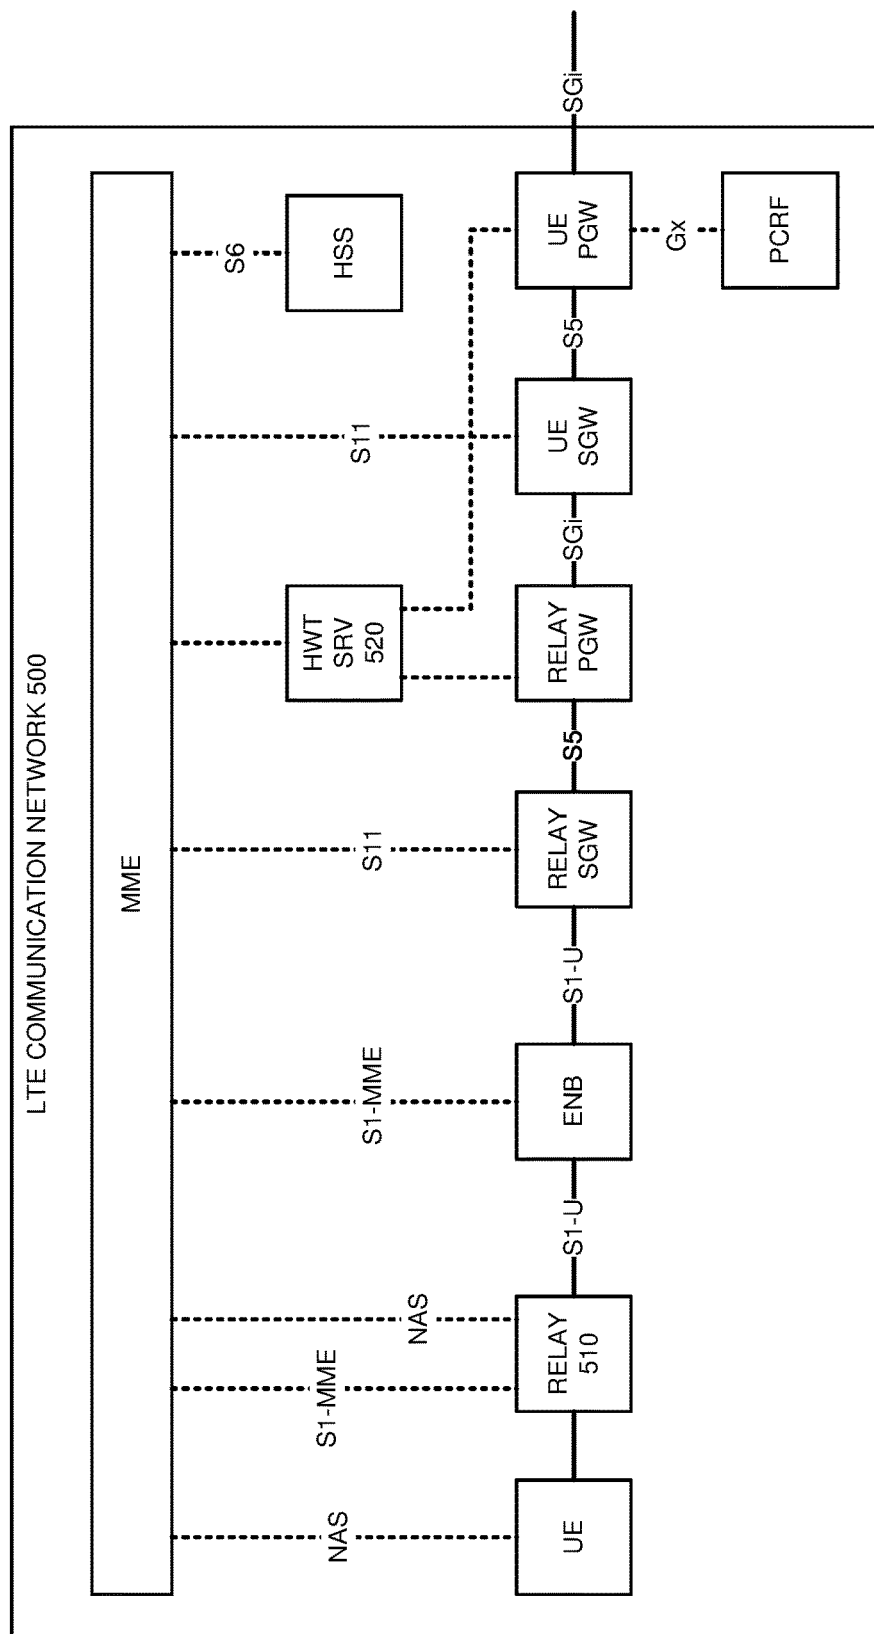 LTE COMMUNICATION NETWORK 500
MME
NAS
S1-MME
NAS
S1-MME
S11
S11
S6
HWT
SRV
520
HSS
UE
RELAY
510
S1-U
ENB
S1-U
RELAY
SGW
S5
RELAY
PGW
SGi
UE
SGW
S5
UE
PGW
SGi
Gx
PCRF